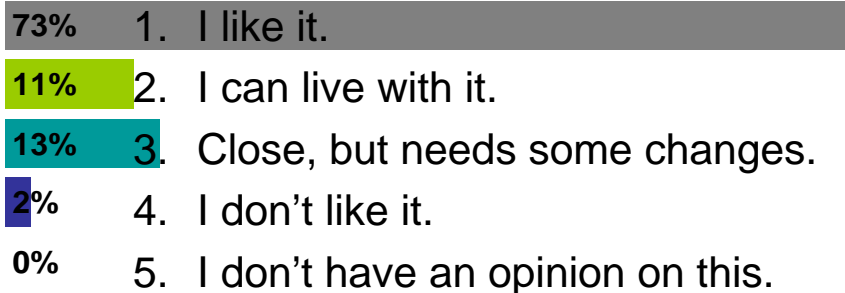 73% 1. I like it.
11% 2. I can live with it.
13% 3. Close, but needs some changes.
2% 4. I don’t like it.
0% 5. I don’t have an opinion on this.